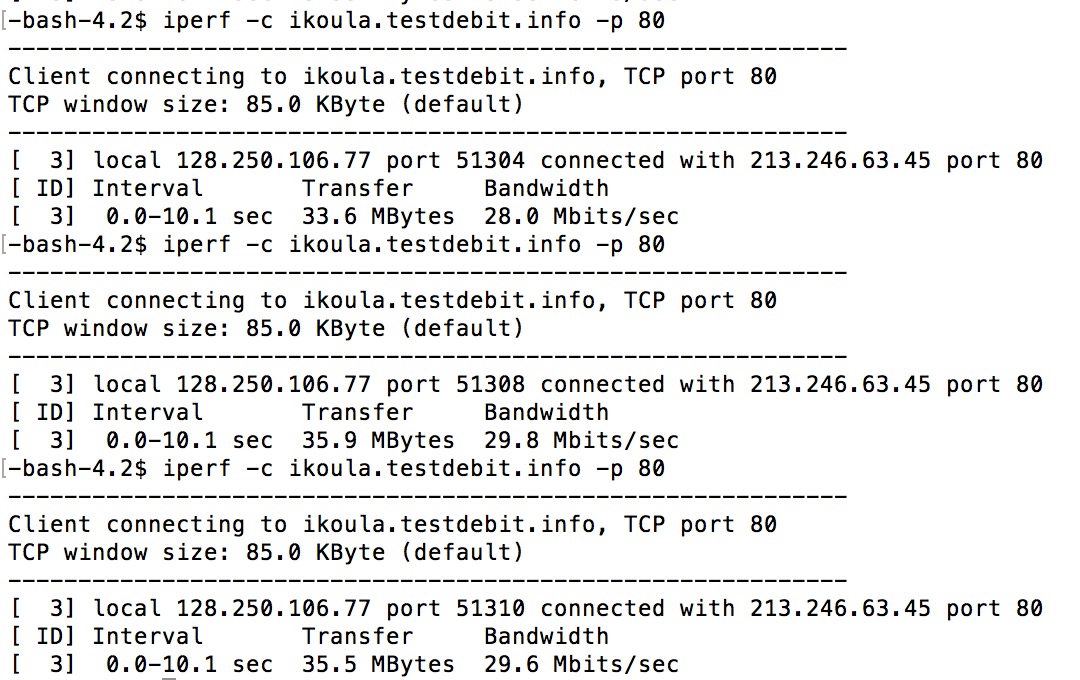 [-bash-4.2$ iperf -c ikoula.testdebit.info -p 80
------------------------------------------------------------
Client connecting to ikoula.testdebit.info, TCP port 80
TCP window size: 85.0 KByte (default)
------------------------------------------------------------
[  3] local 128.250.106.77 port 51304 connected with 213.246.63.45 port 80
[ ID] Interval       Transfer     Bandwidth
[  3]  0.0-10.1 sec  33.6 MBytes  28.0 Mbits/sec
[-bash-4.2$ iperf -c ikoula.testdebit.info -p 80
------------------------------------------------------------
Client connecting to ikoula.testdebit.info, TCP port 80
TCP window size: 85.0 KByte (default)
------------------------------------------------------------
[  3] local 128.250.106.77 port 51308 connected with 213.246.63.45 port 80
[ ID] Interval       Transfer     Bandwidth
[  3]  0.0-10.1 sec  35.9 MBytes  29.8 Mbits/sec
[-bash-4.2$ iperf -c ikoula.testdebit.info -p 80
------------------------------------------------------------
Client connecting to ikoula.testdebit.info, TCP port 80
TCP window size: 85.0 KByte (default)
------------------------------------------------------------
[  3] local 128.250.106.77 port 51310 connected with 213.246.63.45 port 80
[ ID] Interval       Transfer     Bandwidth
[  3]  0.0-10.1 sec  35.5 MBytes  29.6 Mbits/sec